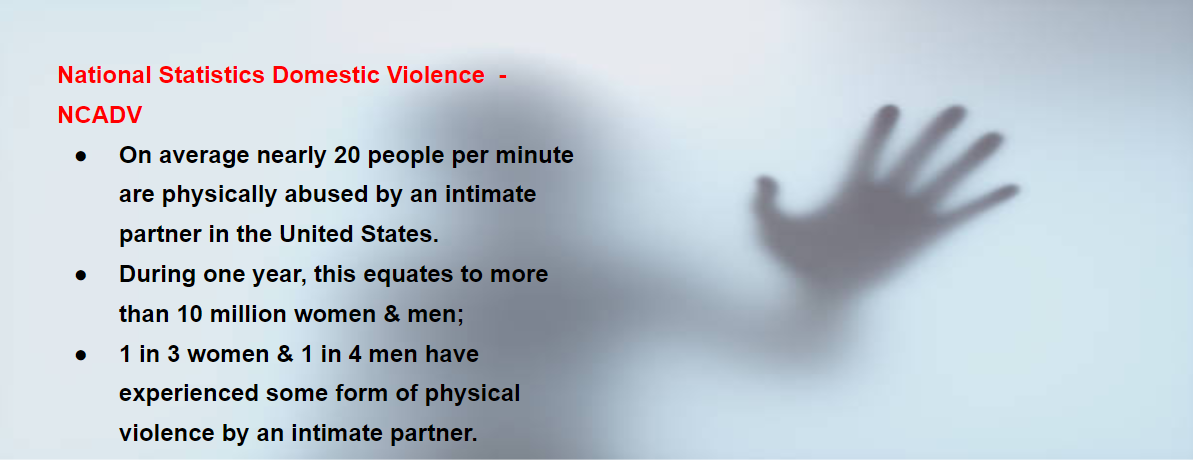 National Statistics Domestic Violence -
NCADV
● On average nearly 20 people per minute
are physically abused by an intimate
partner in the United States.
● During one year, this equates to more
than 10 million women & men;
● 1 in 3 women & 1 in 4 men have
experienced some form of physical
violence by an intimate partner.